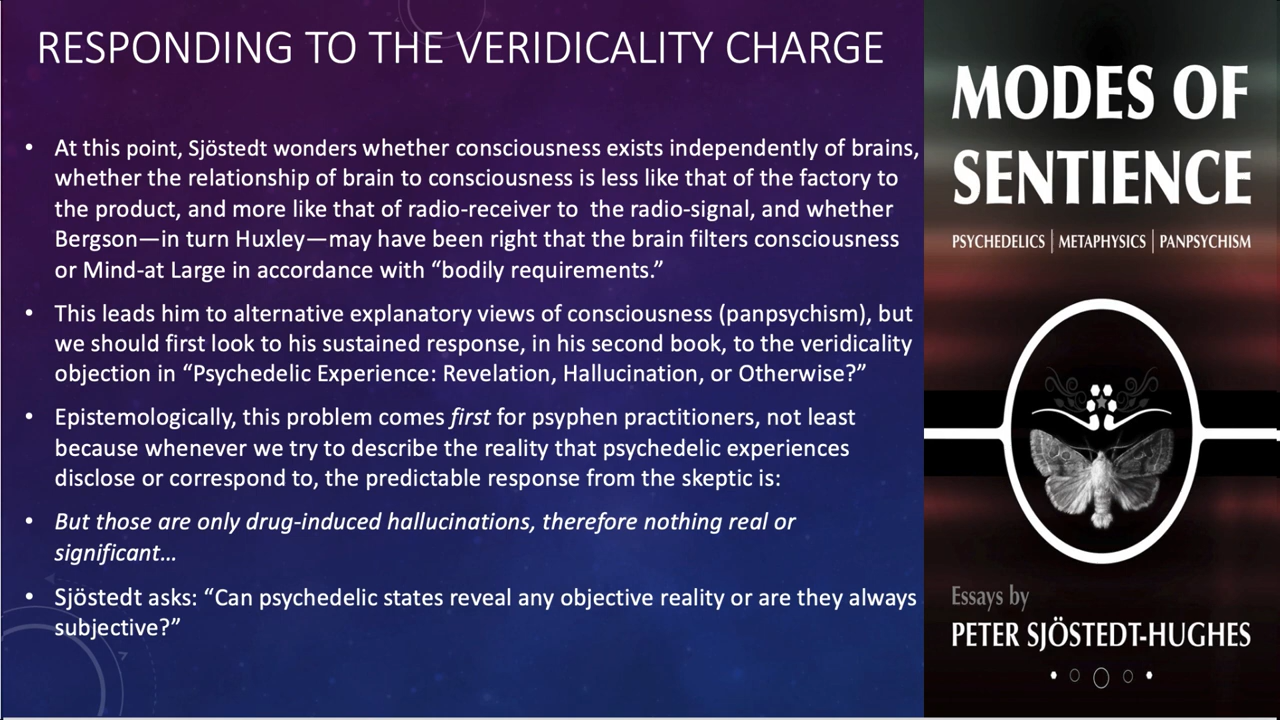 RESPONDING TO THE VERIDICALITY CHARGE
• At this point, Sjöstedt wonders whether consciousness exists independently of brains,
whether the relationship of brain to consciousness is less like that of the factory to
the product, and more like that of radio-receiver to  the radio-signal, and whether
Bergson—in turn Huxley—may have been right that the brain filters consciousness
or Mind-at Large in accordance with “bodily requirements.”
• This leads him to alternative explanatory views of consciousness (panpsychism), but
we should first look to his sustained response, in his second book, to the veridicality
objection in “Psychedelic Experience: Revelation, Hallucination, or Otherwise?”
• Epistemologically, this problem comes first for psyphen practitioners, not least
because whenever we try to describe the reality that psychedelic experiences
disclose or correspond to, the predictable response from the skeptic is:
• But those are only drug-induced hallucinations, therefore nothing real or
significant…
• Sjöstedt asks: “Can psychedelic states reveal any objective reality or are they always
subjective?”
MODES OF
SENTIENCE
PSYCHEDELICS | METAPHYSICS | PANPSYCHISM
Essays by
PETER SJÖSTEDT-HUGHES